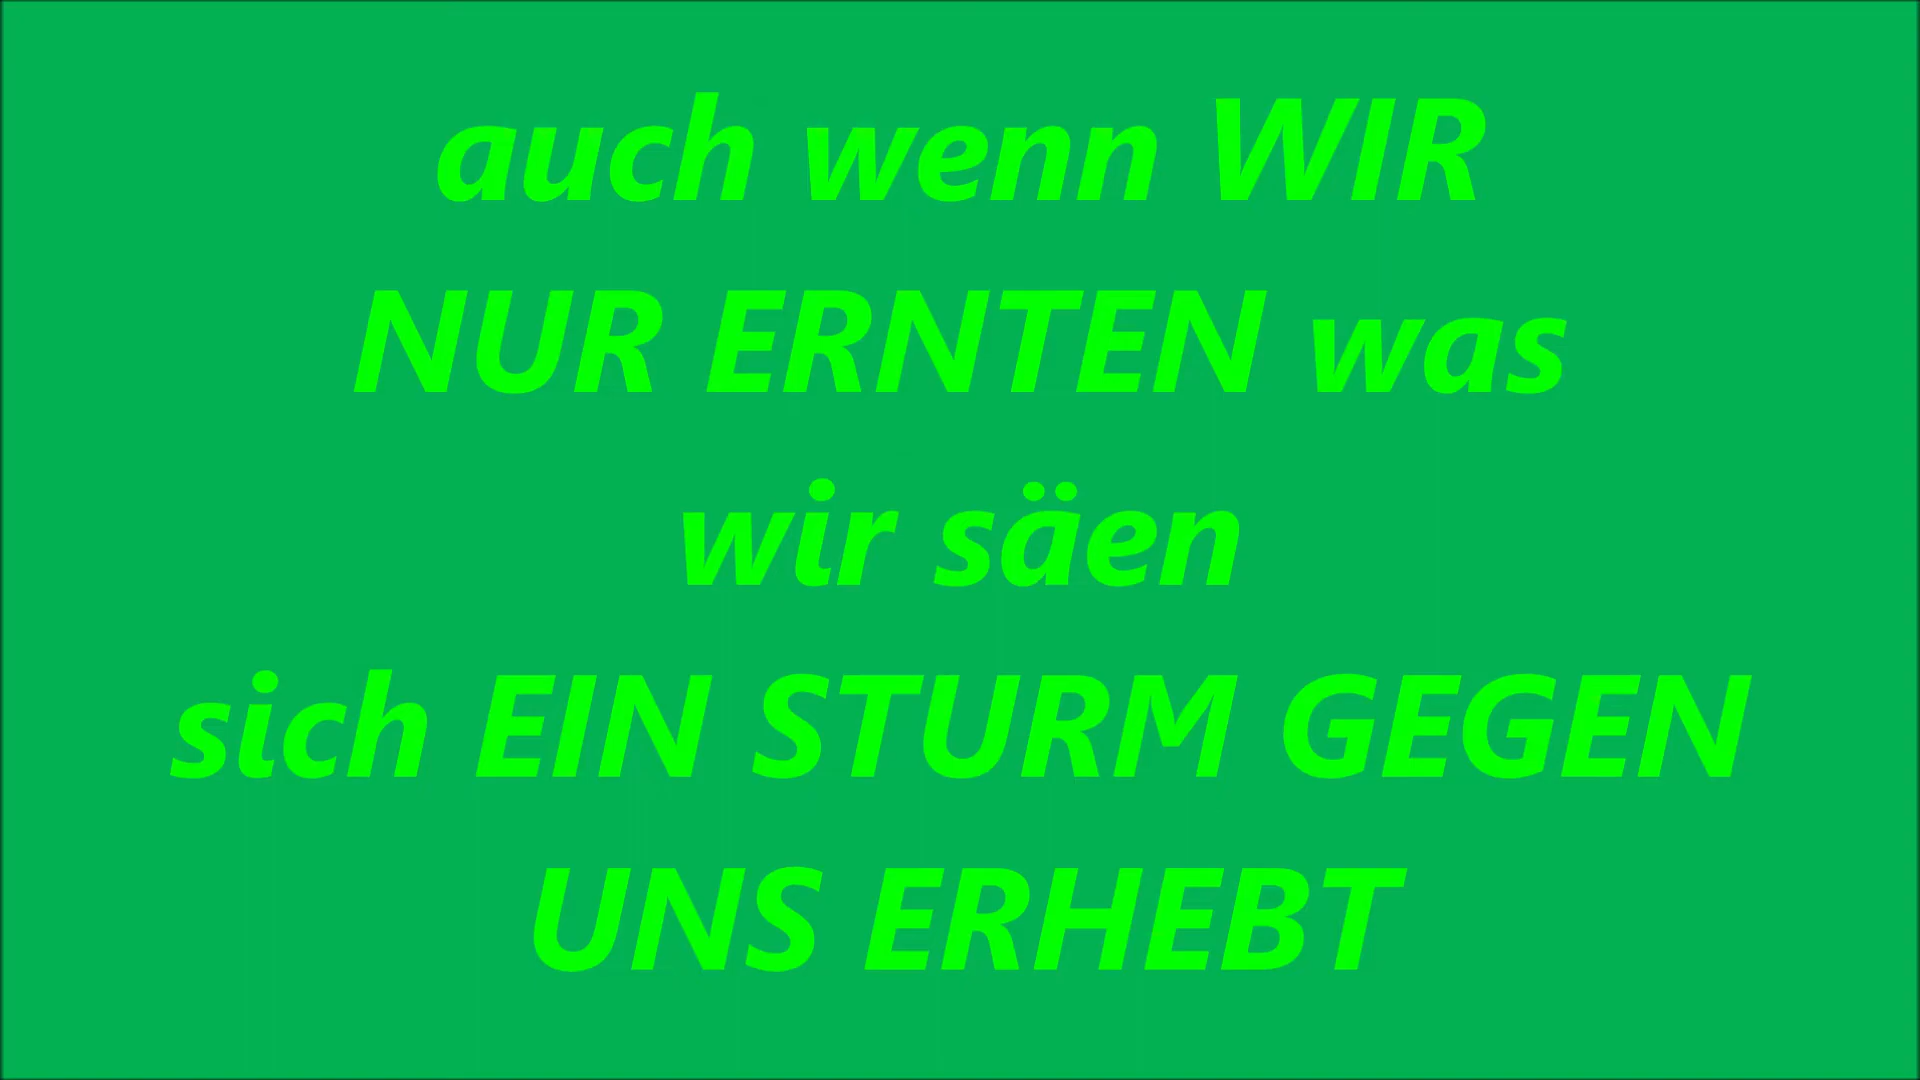 auch wenn WIR
NUR ERNTEN was
wir säen
sich EIN STURM GEGEN
UNS ERHEBT